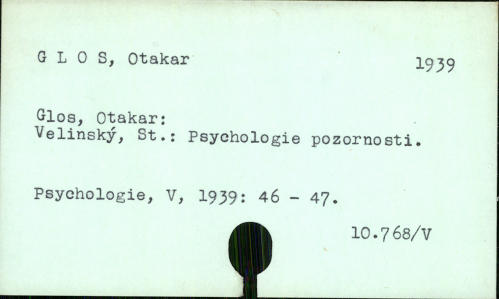 G L O S, Otakar 1939
Glos, Otakar:
Velinský, St.: Psychologie pozornosti.
Psychologie, V, 1939: 46 - 47.
10.768/V